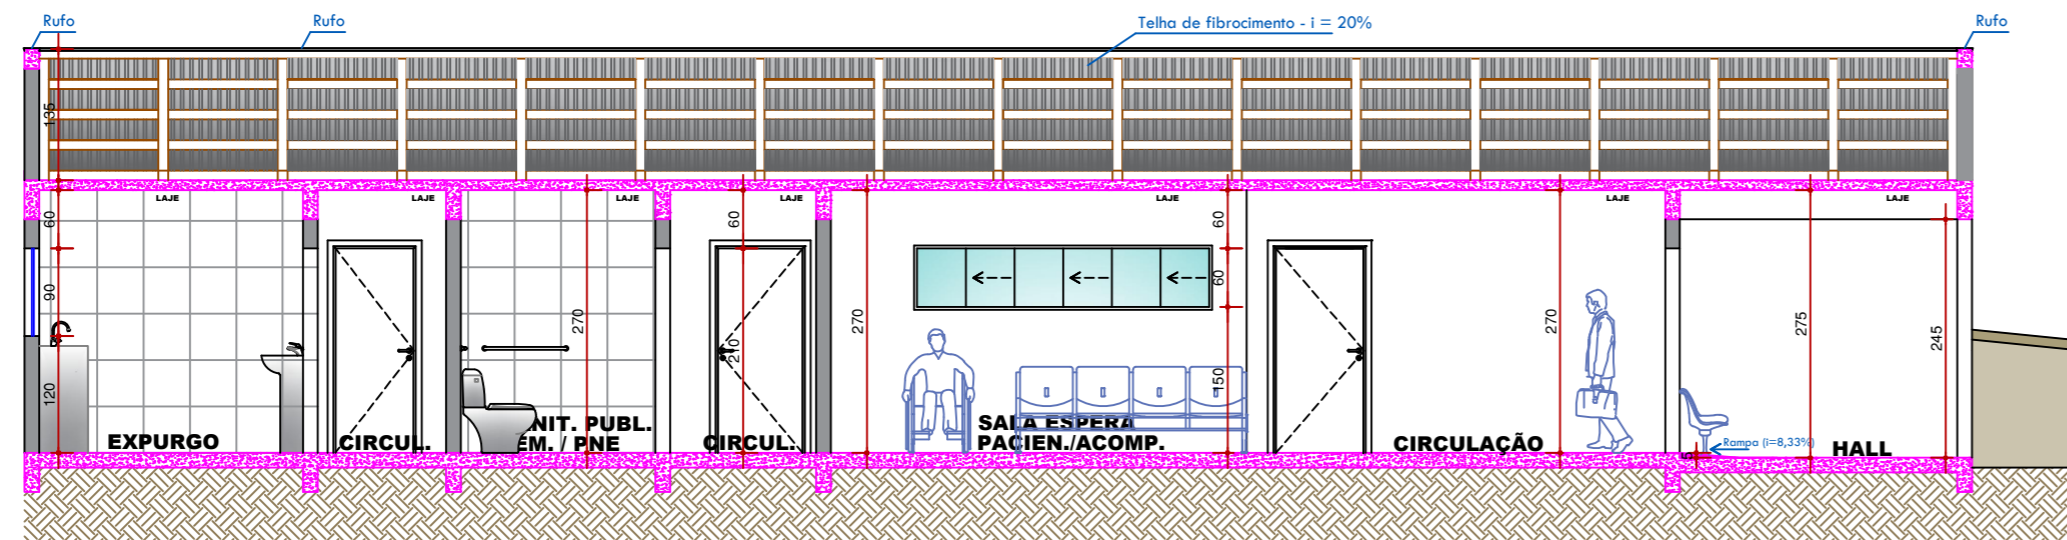 Rufo
Rufo
Telha de fibrocimento - i = 20%
Rufo
135
LAJE
LAJE
LAJE
LAJE
LAJE
LAJE
LAJE
60
60
60
90
270
210
270
60
270
275
245
120
150
NIT. PUBL.
EM. / PNE
EXPURGO
CIRCUL.
CIRCUL.
SALA ESPERA
PACIEN./ACOMP.
CIRCULAÇÃO
Rampa (i=8,33%)
5
HALL